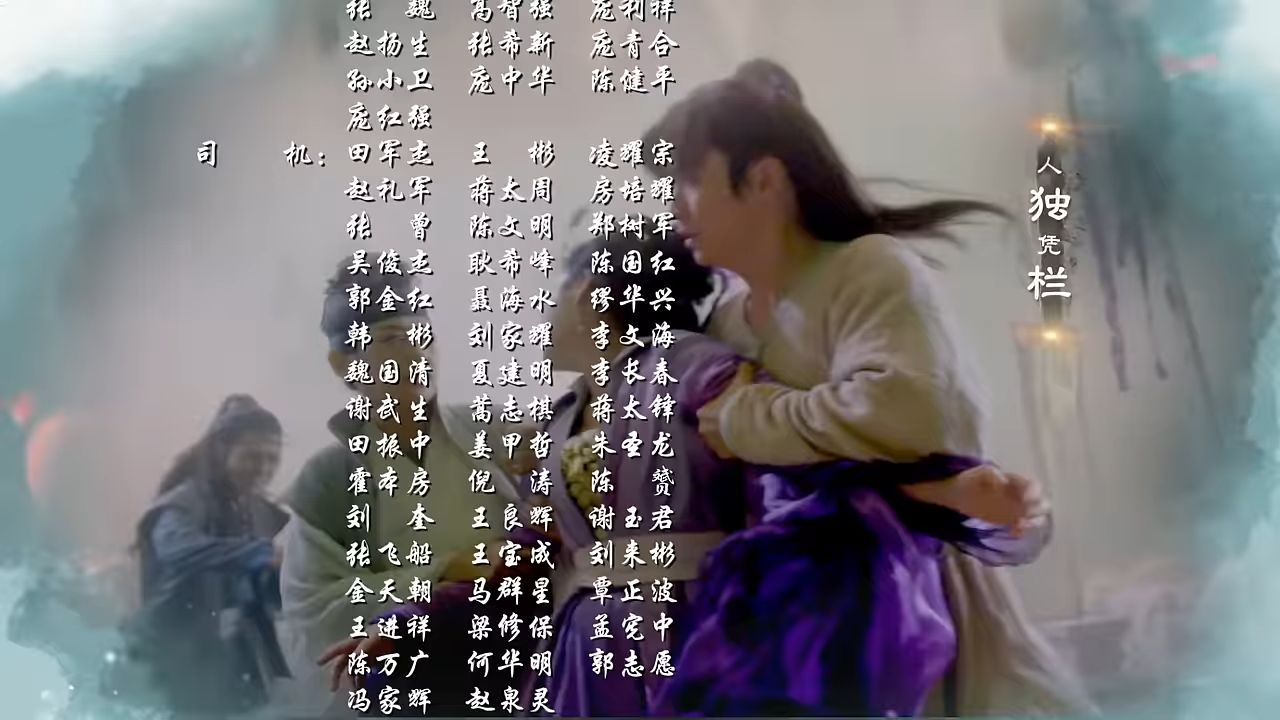 张 魏 高智强 庞利祥
赵扬生 张希新 庞青合
孙小卫 庞中华 陈健平
庞红强
司 机：田军杰 王 彬 凌耀宗
赵礼军 蒋太周 房培耀
张 曾 陈文明 郑树军
吴俊杰 耿希峰 陈国红
郭金红 聂海水 缪华兴
韩 彬 刘家耀 李文海
魏国清 夏建明 李长春
谢武生 蒿志棋 蒋太锋
田振中 姜甲哲 朱圣龙
霍本房 倪 涛 陈 赟
刘 奎 王良辉 谢玉君
张飞船 王宝成 刘来彬
金天朝 马群星 覃正波
王进祥 梁修保 孟宪中
陈万广 何华明 郭志愿
冯家辉 赵泉灵
人独凭栏